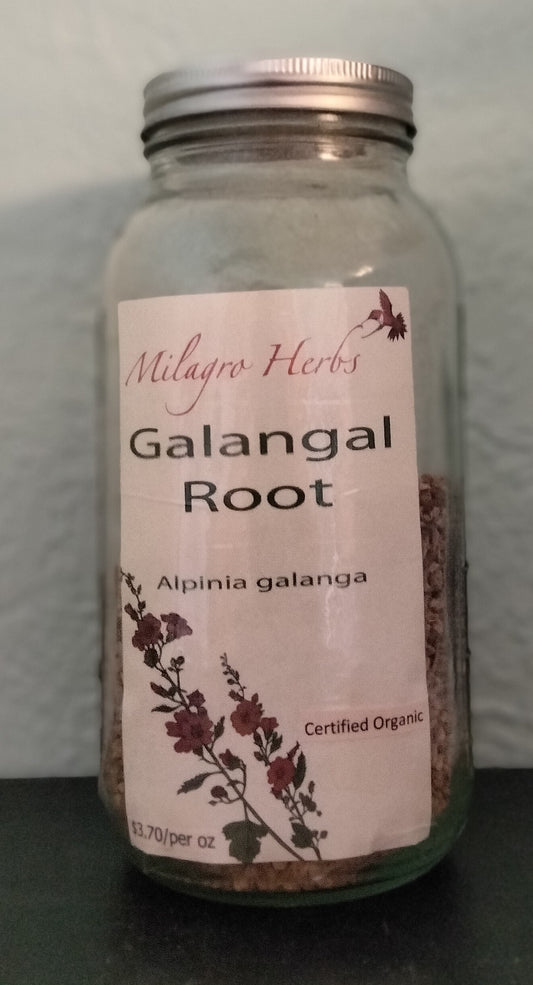 Milagro Herbs
Galangal
Root
Alpinia galanga
Certified Organic
$3.70/per oz